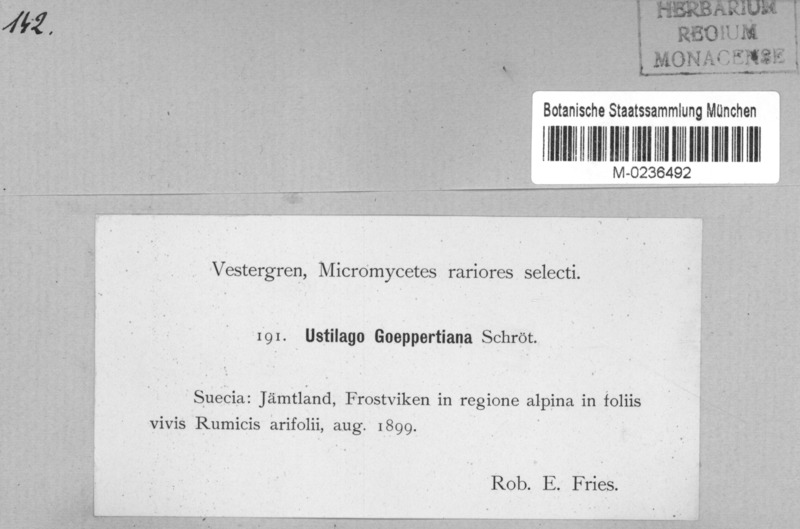 142.
HERBARIUM
REGIUM
MONACENSE
Botanische Staatssammlung München
M-0236492
Vestergren, Micromycetes rariores selecti.
191. Ustilago Goeppertiana Schröt.
Suecia: Jämtland, Frostviken in regione alpina in foliis
vivis Rumicis arifolii, aug. 1899.
Rob. E. Fries.